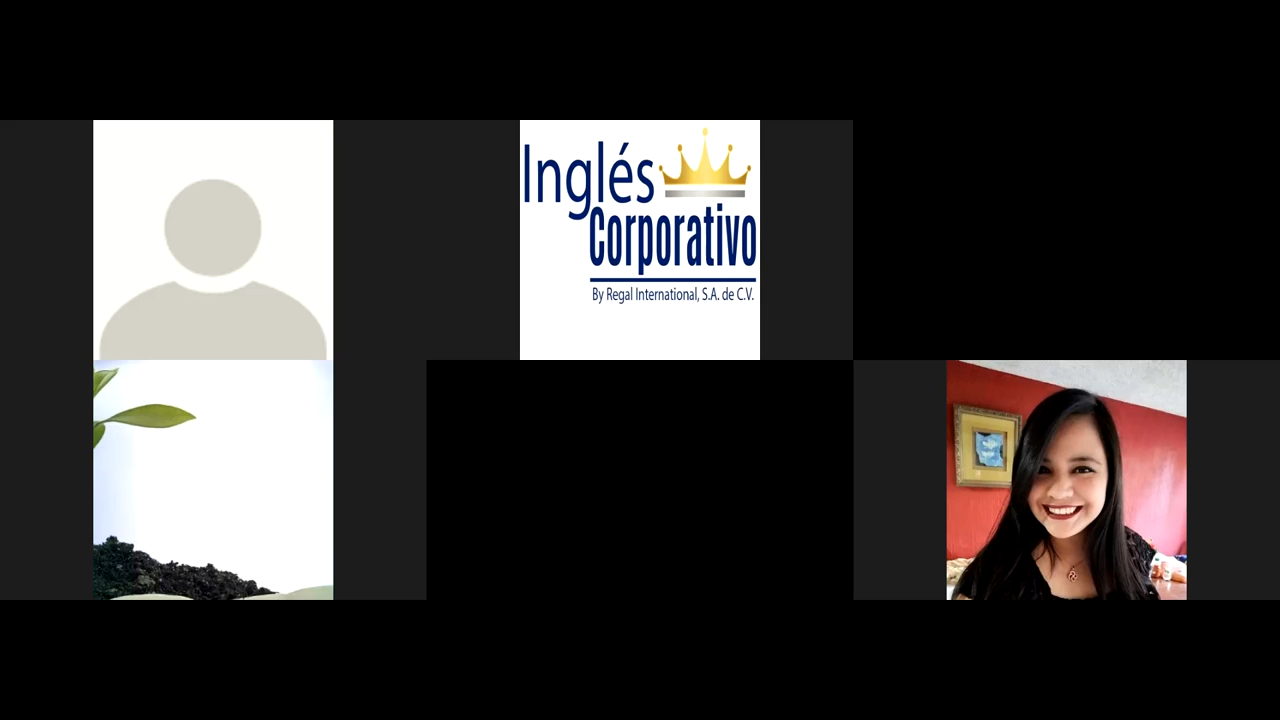 Inglés
Corporativo
By Regal International, S.A. de C.V.